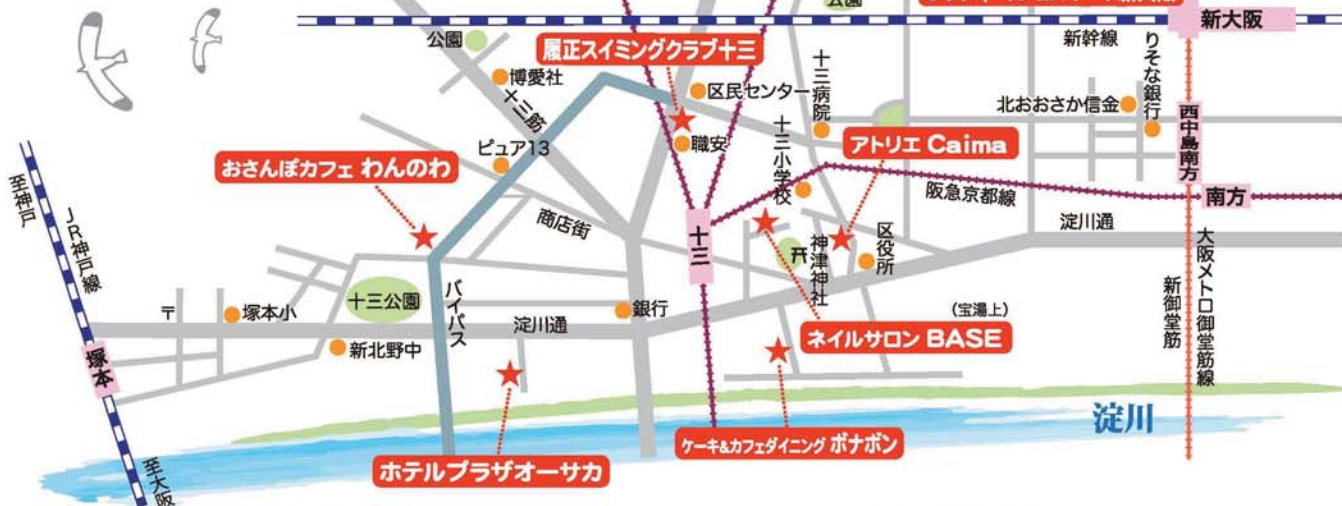 公園
新大阪
公園
新幹線
履正スイミングクラブ十三
博愛社
十三筋
区民センター
十三病院
りそな銀行
北おおさか信金
西中島南方
職安
アトリエ Caima
ピュア13
おさんぽカフェ わんのわ
十三小学校
阪急京都線
南方
至神戸
JR神戸線
商店街
十三
神津神社
区役所
淀川通
大阪メトロ御堂筋線
新御堂筋
十三公園
バイパス
〒
塚本小
淀川通
銀行
(宝湯上)
ネイルサロン BASE
新北野中
塚本
淀川
ケーキ&カフェダイニング ボナボン
ホテルプラザオーサカ
至大阪